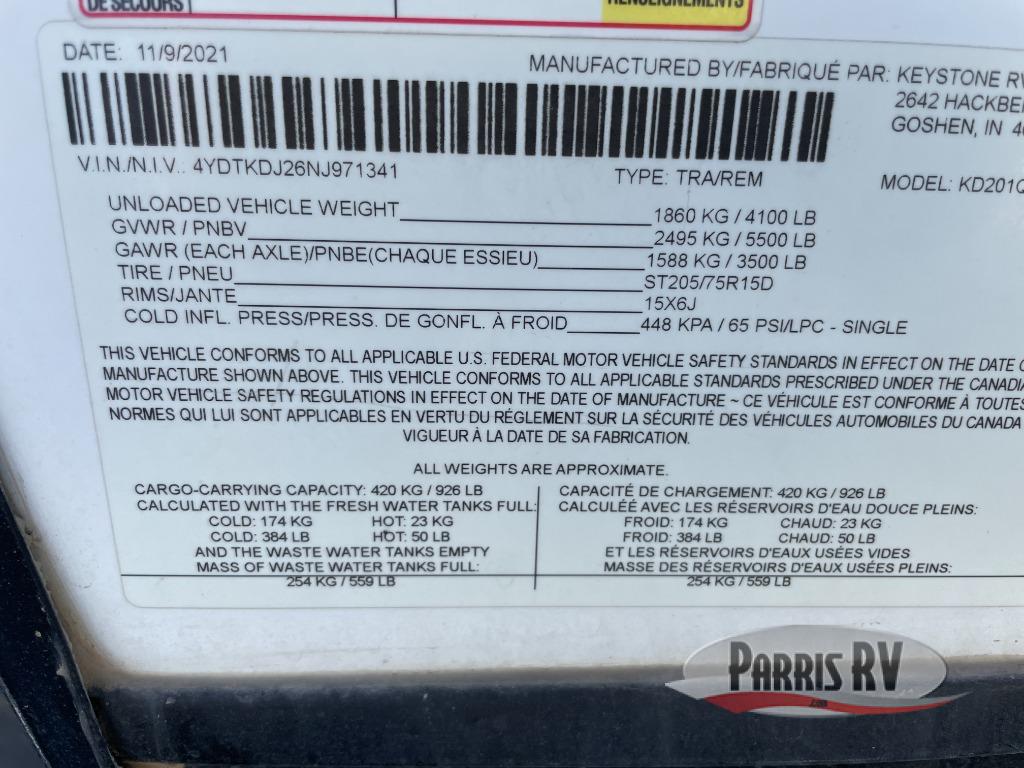 DE SECOURS
RENSEIGNEMENTS
DATE: 11/9/2021
MANUFACTURED BY/FABRIQUÉ PAR: KEYSTONE RV
2642
GOSHEN, IN
V.I.N./N.I.V.: 4YDTKDJ26NJ971341
TYPE: TRA/REM
MODEL: KD201Q
UNLOADED VEHICLE WEIGHT 1860 KG / 4100 LB
GVWR / PNBV 2495 KG / 5500 LB
GAWR (EACH AXLE)/PNBE(CHAQUE ESSIEU) 1588 KG / 3500 LB
TIRE / PNEU ST205/75R15D
RIMS/JANTE 15X6J
COLD INFL. PRESS/PRESS. DE GONFL. À FROID 448 KPA / 65 PSI/LPC - SINGLE
THIS VEHICLE CONFORMS TO ALL APPLICABLE U.S. FEDERAL MOTOR VEHICLE SAFETY STANDARDS IN EFFECT ON THE DATE
MANUFACTURE SHOWN ABOVE. THIS VEHICLE CONFORMS TO ALL APPLICABLE STANDARDS PRESCRIBED UNDER THE
MOTOR VEHICLE SAFETY REGULATIONS IN EFFECT ON THE DATE OF MANUFACTURE ~ CE VÉHICULE EST CONFORME À TOUTES
NORMES QUI LUI SONT APPLICABLES EN VERTU DU RÉGLEMENT SUR LA SÉCURITÉ DES VÉHICULES AUTOMOBILES DU CANADA
VIGUEUR À LA DATE DE SA FABRICATION.
ALL WEIGHTS ARE APPROXIMATE.
CARGO-CARRYING CAPACITY: 420 KG / 926 LB
CALCULATED WITH THE FRESH WATER TANKS FULL:
COLD: 174 KG HOT: 23 KG
COLD: 384 LB HOT: 50 LB
AND THE WASTE WATER TANKS EMPTY
MASS OF WASTE WATER TANKS FULL:
254 KG / 559 LB
CAPACITÉ DE CHARGEMENT: 420 KG / 926 LB
CALCULÉE AVEC LES RÉSERVOIRS D'EAU DOUCE PLEINS:
FROID: 174 KG CHAUD: 23 KG
FROID: 384 LB CHAUD: 50 LB
ET LES RÉSERVOIRS D'EAUX USÉES VIDES
MASSE DES RÉSERVOIRS D'EAUX USÉES PLEINS:
254 KG / 559 LB
PARRIS RV
.com